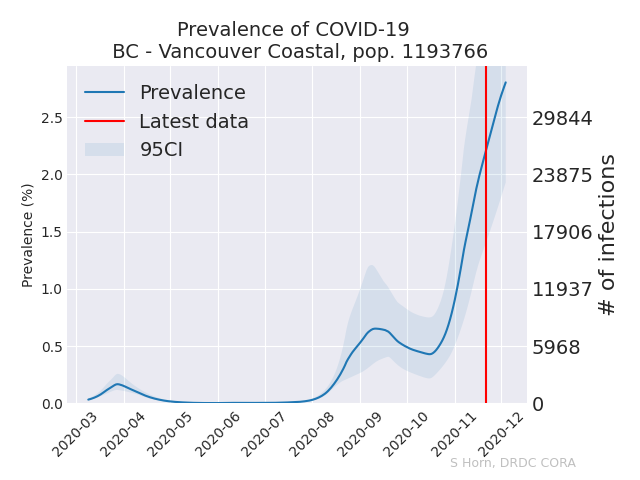 Prevalence of COVID-19
BC - Vancouver Coastal, pop. 1193766
Prevalence
Latest data
95CI
Prevalence (%)
2.5
2.0
1.5
1.0
0.5
0.0
29844
23875
17906
11937
5968
0
# of infections
2020-03
2020-04
2020-05
2020-06
2020-07
2020-08
2020-09
2020-10
2020-11
2020-12
S Horn, DRDC CORA